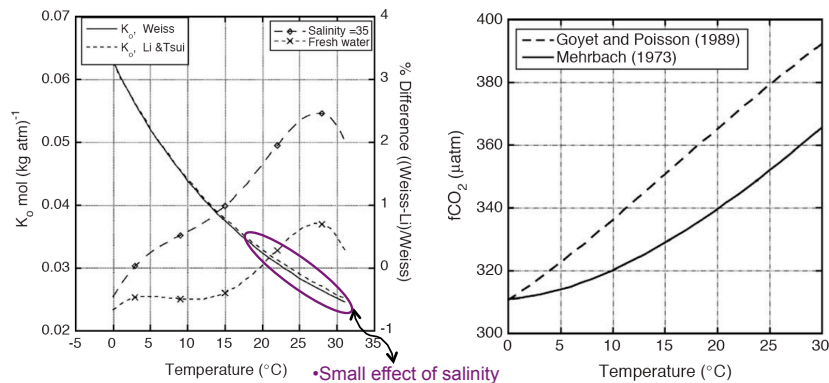 K₀, Weiss
K₀, Li &Tsui
Salinity =35
Fresh water
0.07
0.06
0.05
0.04
0.03
0.02
K₀ mol (kg atm)⁻¹
4
3
2
1
0
-1
% Difference ((Weiss-Li)/Weiss)
-5 0 5 10 15 20 25 30 35
Temperature (°C)
•Small effect of salinity
Goyet and Poisson (1989)
Mehrbach (1973)
400
380
360
340
320
300
fCO₂ (µatm)
0 5 10 15 20 25 30
Temperature (°C)